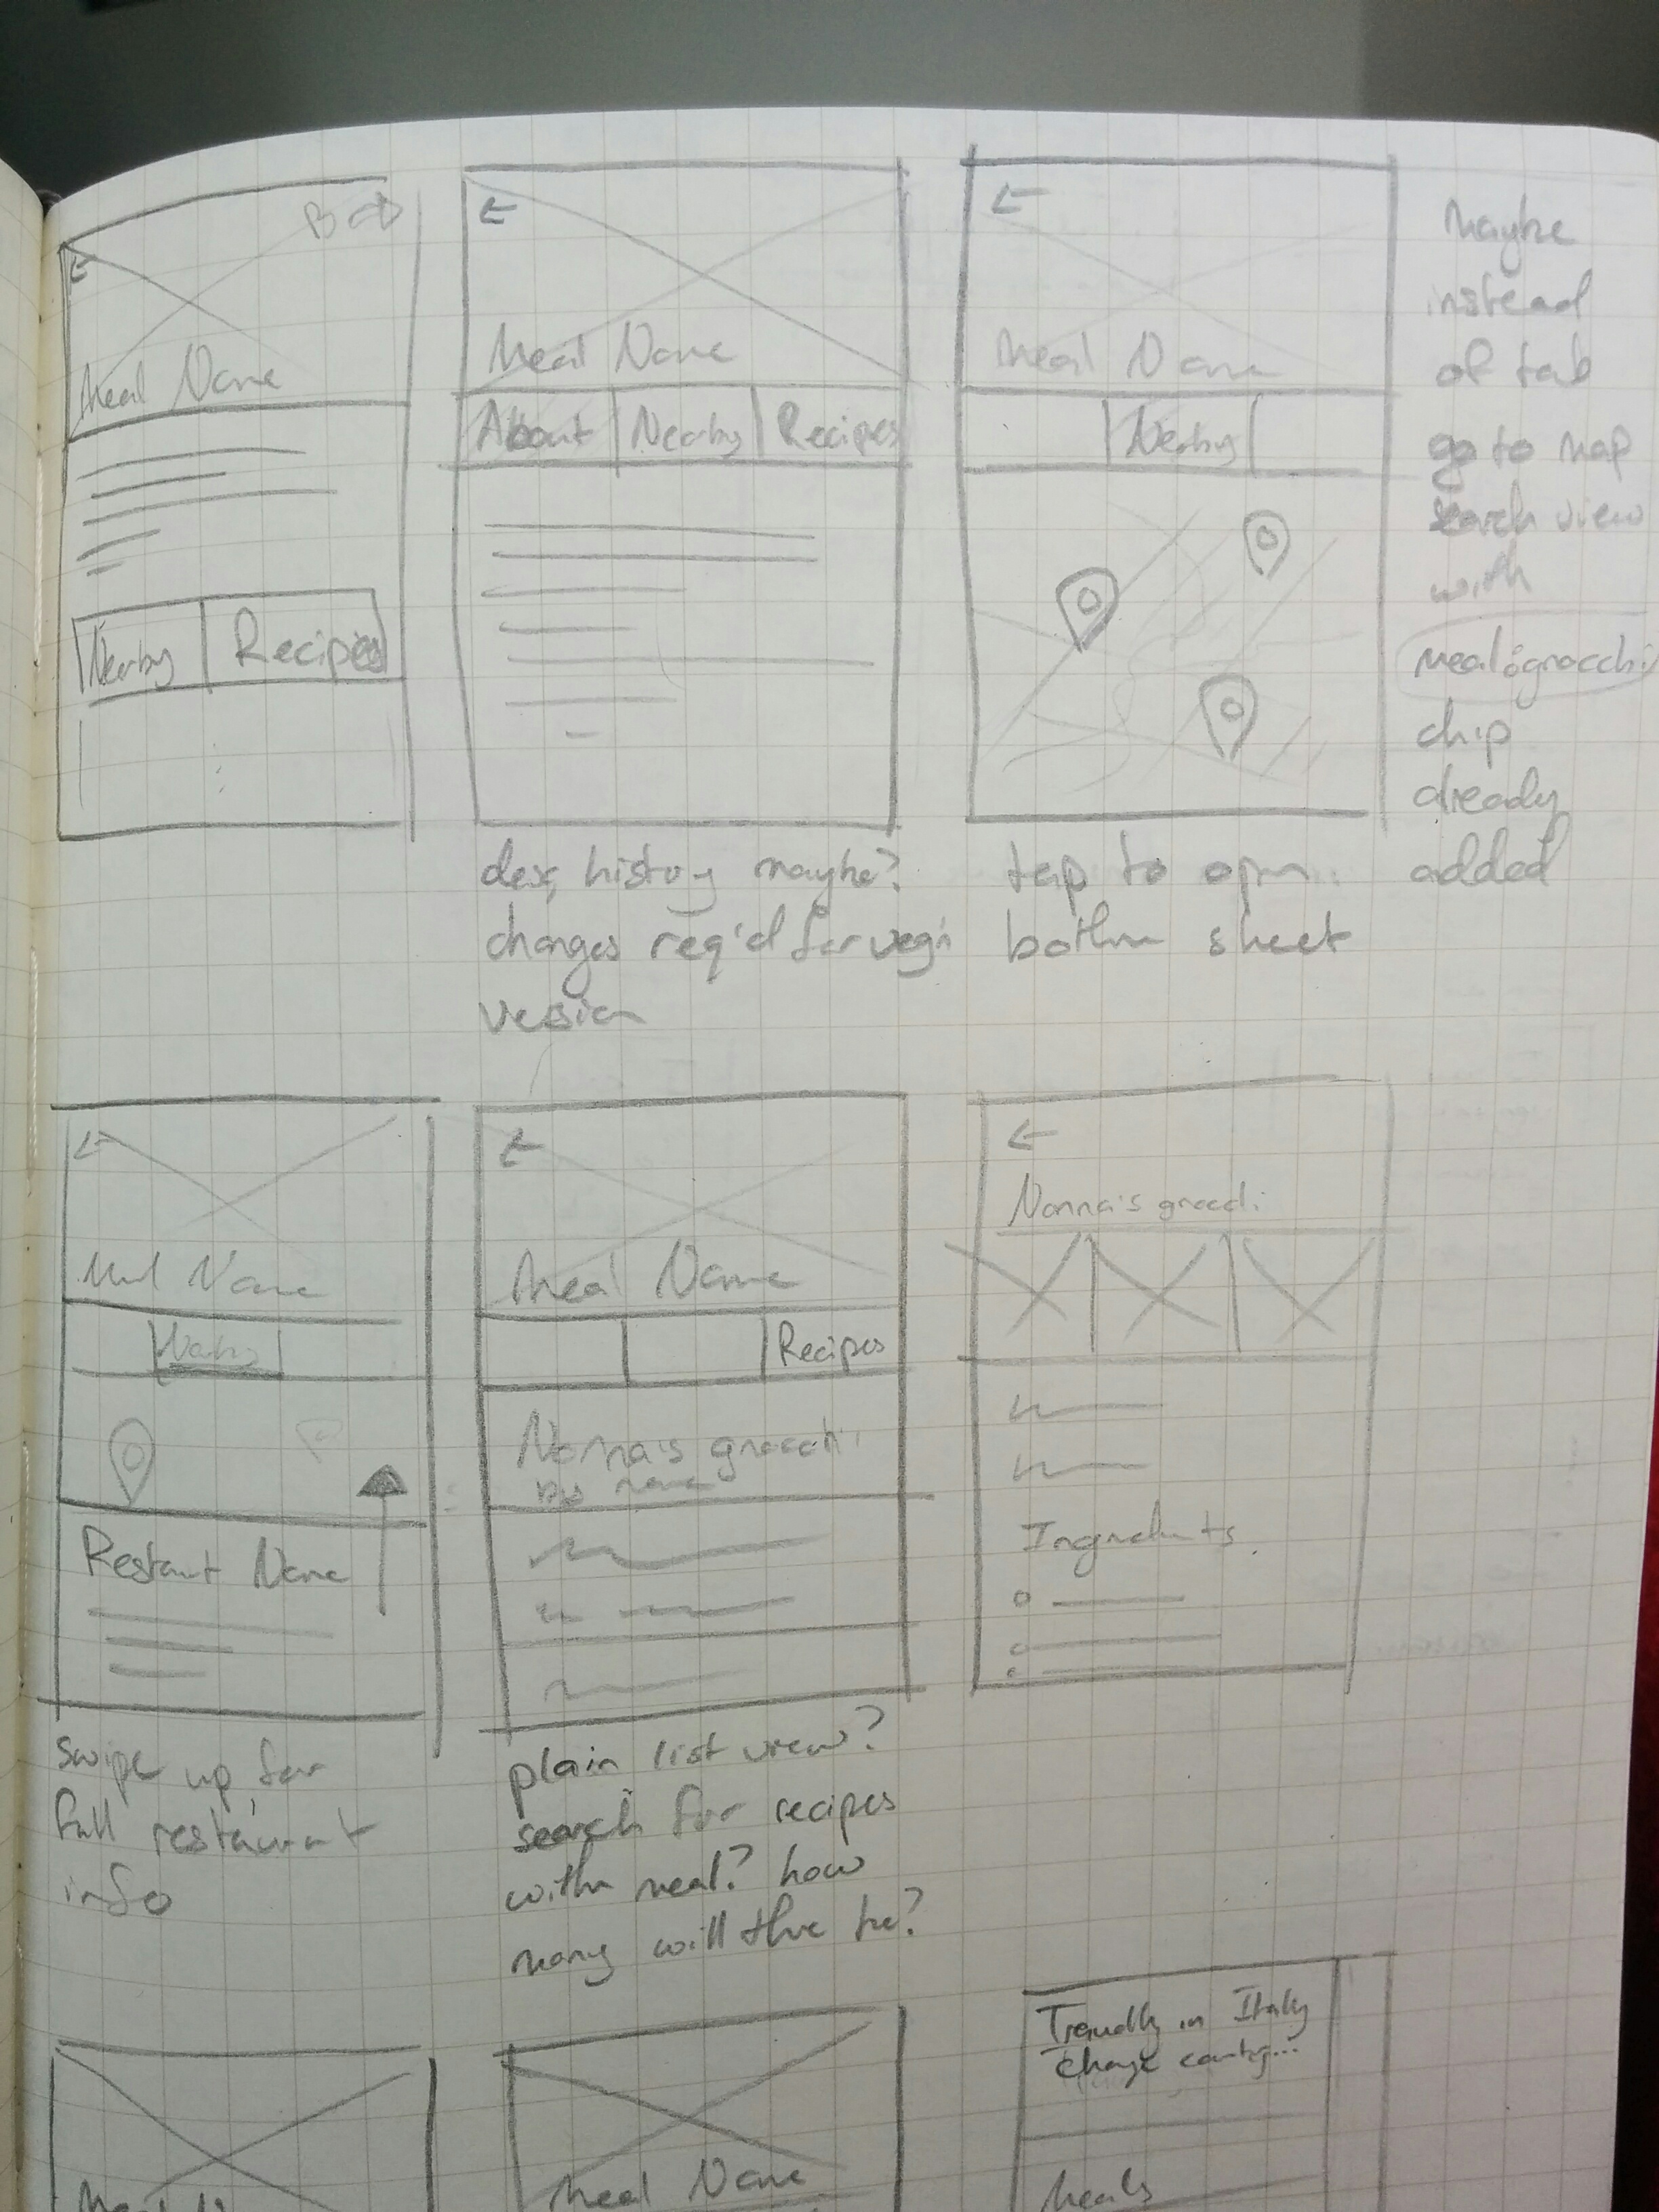 Meal Name
Nearby Recipes
Meal Name
About Nearby Recipes
desc, history maybe?
changes req'd for veg'n
version
Meal Name
Nearby
tap to open
bottom sheet
Maybe
instead
of tab
go to map
search view
with
meal:gnocchi
chip
already
added
Meal Name
Nearby
Restaurant Name
swipe up for
full restaurant
info
Meal Name
Recipes
Nonna's gnocchi
plain list view?
search for recipes
with meal? how
many will there be?
Nonna's gnocchi
Ingredients
Meal N
Meal Name
in Italy
change country...
Meals